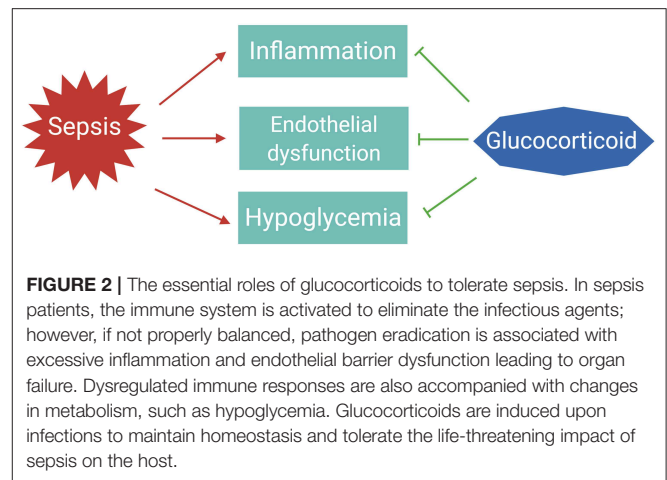 Inflammation
Sepsis
Endothelial
dysfunction
Glucocorticoid
Hypoglycemia
FIGURE 2 | The essential roles of glucocorticoids to tolerate sepsis. In sepsis
patients, the immune system is activated to eliminate the infectious agents;
however, if not properly balanced, pathogen eradication is associated with
excessive inflammation and endothelial barrier dysfunction leading to organ
failure. Dysregulated immune responses are also accompanied with changes
in metabolism, such as hypoglycemia. Glucocorticoids are induced upon
infections to maintain homeostasis and tolerate the life-threatening impact of
sepsis on the host.